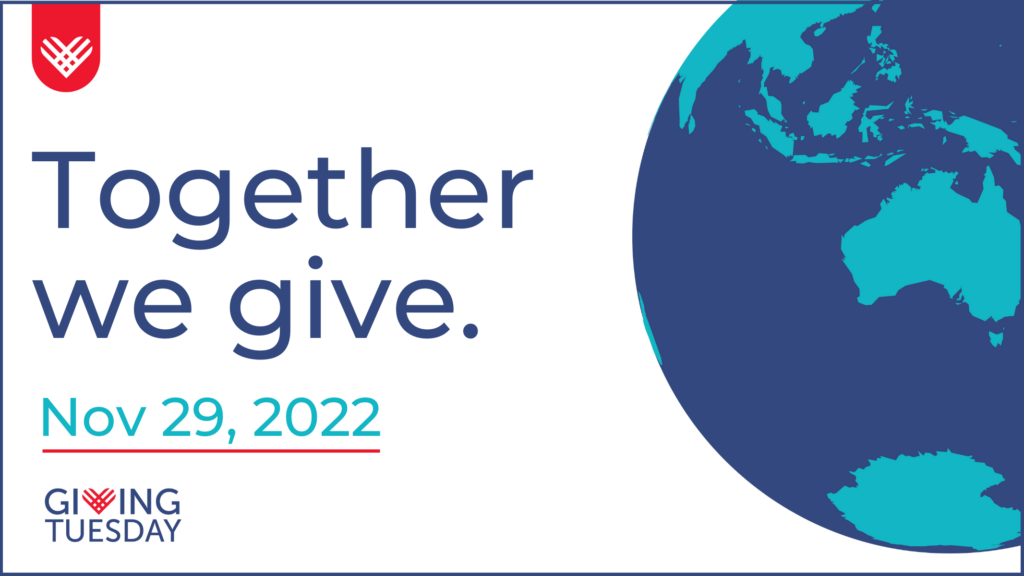 Together
we give.
Nov 29, 2022
GIVING
TUESDAY